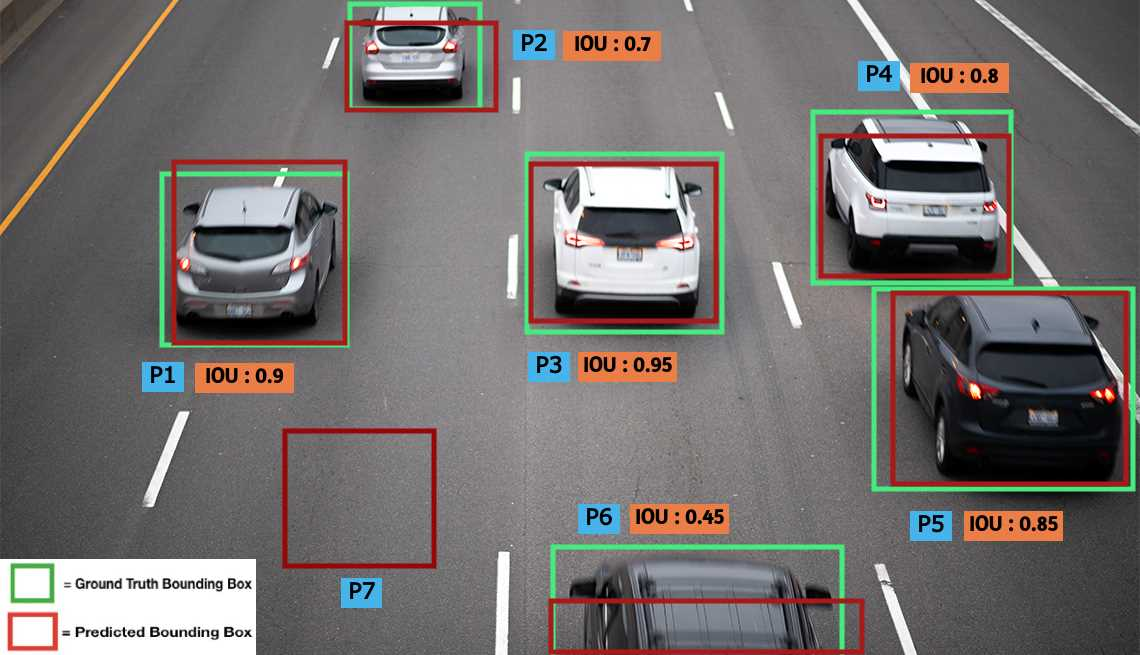 P2 IOU : 0.7
P4 IOU : 0.8
P1 IOU : 0.9
P3 IOU : 0.95
P6 IOU : 0.45
P5 IOU : 0.85
P7
= Ground Truth Bounding Box
= Predicted Bounding Box